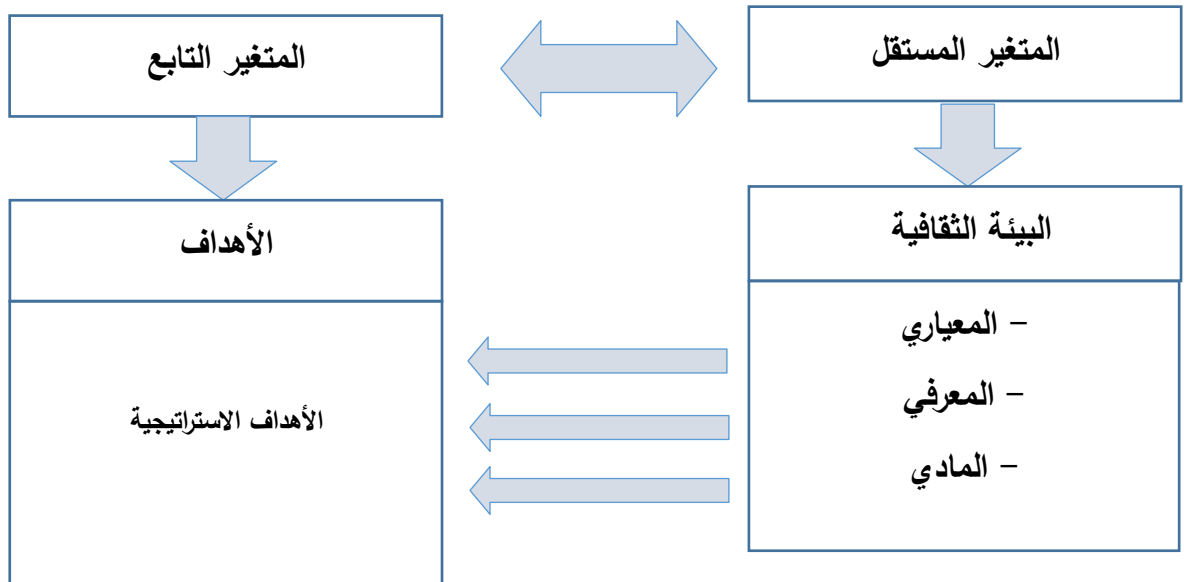 المتغير المستقل
المتغير التابع
البيئة الثقافية
الأهداف
- المعياري
- المعرفي
- المادي
الأهداف الاستراتيجية